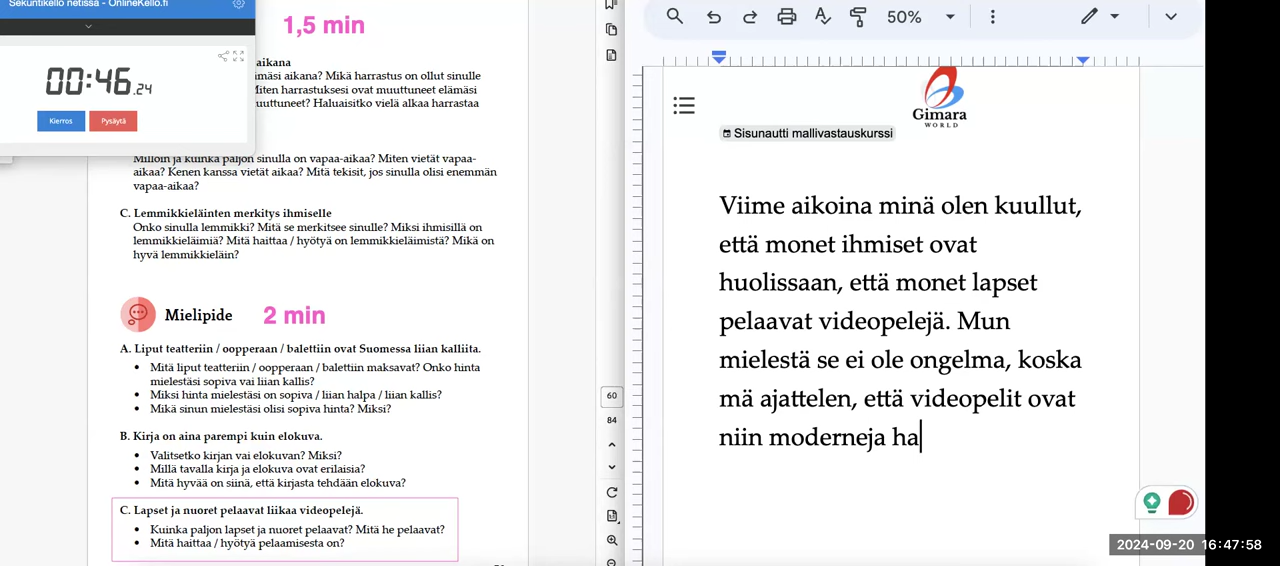 Sekuntikello netissä - OnlineKello.fi
00:46.24
Kierros
Pysäytä
1,5 min
aikana
mäsi aikana? Mikä harrastus on ollut sinulle
Miten harrastuksesi ovat muuttuneet elämäsi
uuttuneet? Haluaisitko vielä alkaa harrastaa
Milloin ja kuinka paljon sinulla on vapaa-aikaa? Miten vietät vapaa-
aikaa? Kenen kanssa vietät aikaa? Mitä tekisit, jos sinulla olisi enemmän
vapaa-aikaa?
C. Lemmikkieläinten merkitys ihmiselle
Onko sinulla lemmikki? Mitä se merkitsee sinulle? Miksi ihmisillä on
lemmikkieläimiä? Mitä haittaa / hyötyä on lemmikkieläimistä? Mikä on
hyvä lemmikkieläin?
Mielipide 2 min
A. Liput teatteriin / oopperaan / balettiin ovat Suomessa liian kalliita.
• Mitä liput teatteriin / oopperaan / balettiin maksavat? Onko hinta
mielestäsi sopiva vai liian kallis?
• Miksi hinta mielestäsi on sopiva / liian halpa / liian kallis?
• Mikä sinun mielestäsi olisi sopiva hinta? Miksi?
B. Kirja on aina parempi kuin elokuva.
• Valitsetko kirjan vai elokuvan? Miksi?
• Millä tavalla kirja ja elokuva ovat erilaisia?
• Mitä hyvää on siinä, että kirjasta tehdään elokuva?
C. Lapset ja nuoret pelaavat liikaa videopelejä.
• Kuinka paljon lapset ja nuoret pelaavat? Mitä he pelaavat?
• Mitä haittaa / hyötyä pelaamisesta on?
60
84
50%
Gimara
WORLD
Sisunautti mallivastauskurssi
Viime aikoina minä olen kuullut,
että monet ihmiset ovat
huolissaan, että monet lapset
pelaavat videopelejä. Mun
mielestä se ei ole ongelma, koska
mä ajattelen, että videopelit ovat
niin moderneja ha
2024-09-20 16:47:58